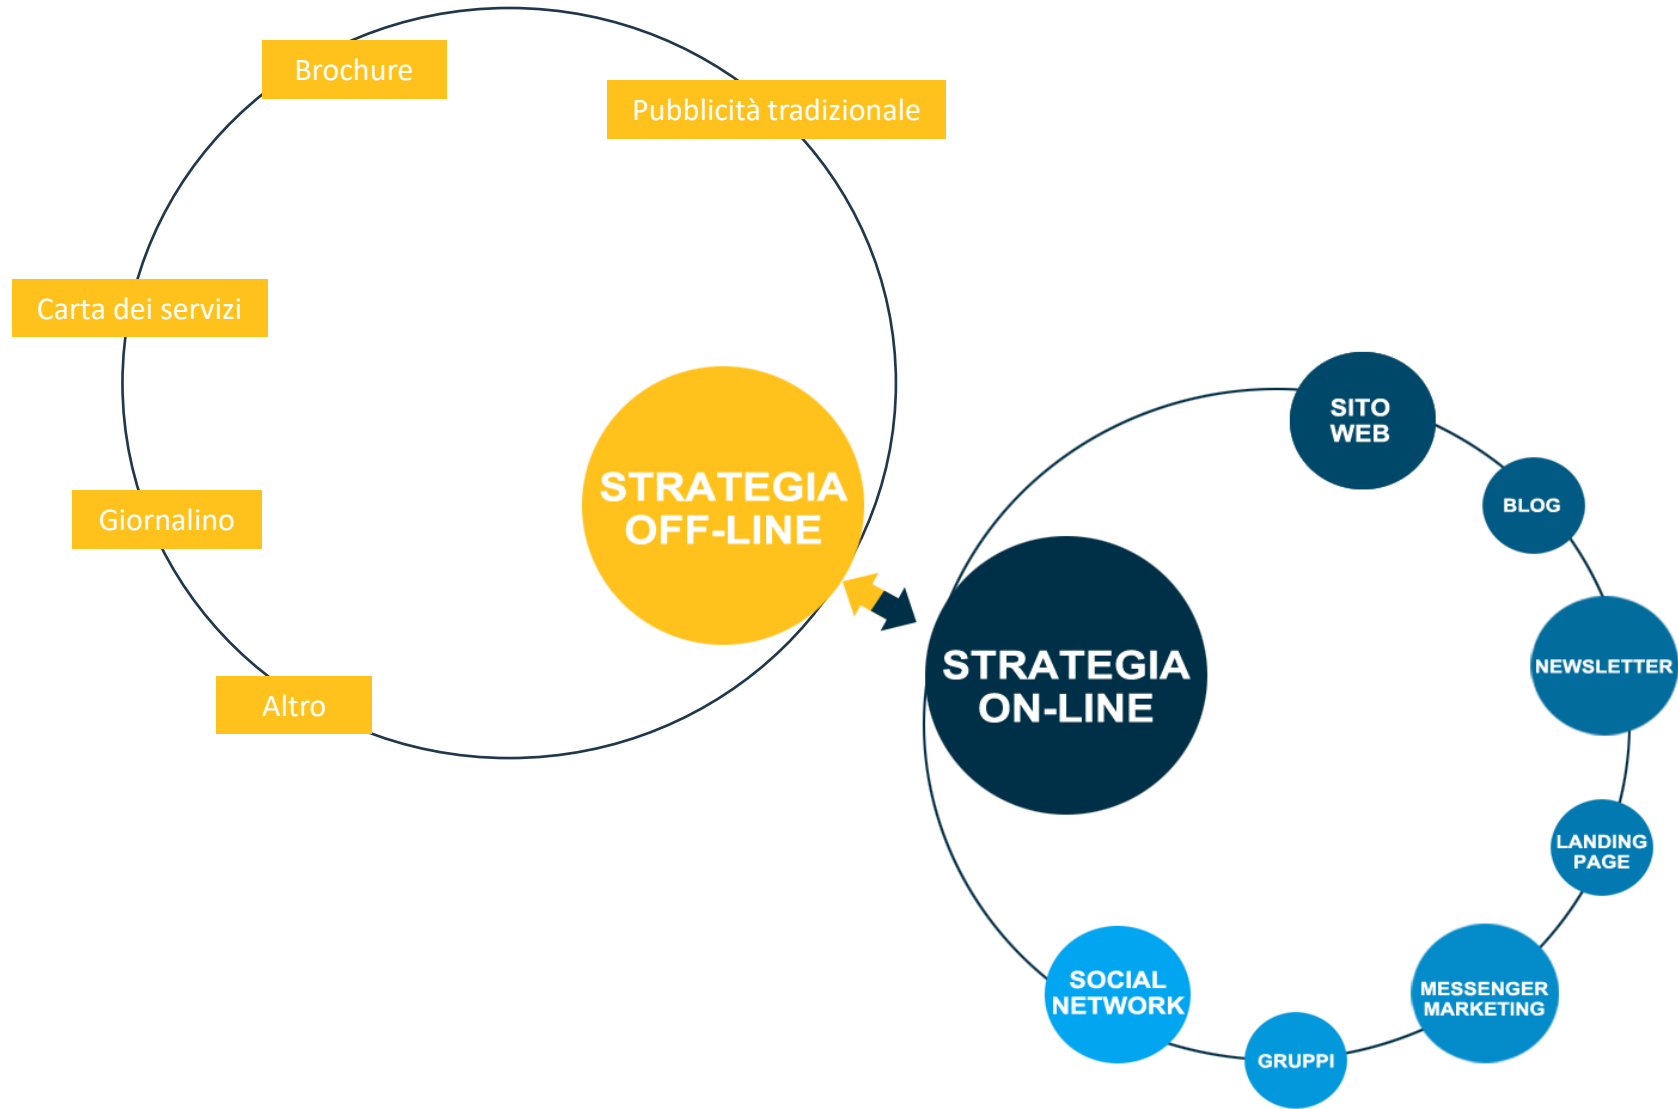 Brochure
Pubblicità tradizionale
Carta dei servizi
Giornalino
Altro
STRATEGIA
OFF-LINE
STRATEGIA
ON-LINE
SITO
WEB
BLOG
NEWSLETTER
LANDING
PAGE
MESSENGER
MARKETING
GRUPPI
SOCIAL
NETWORK